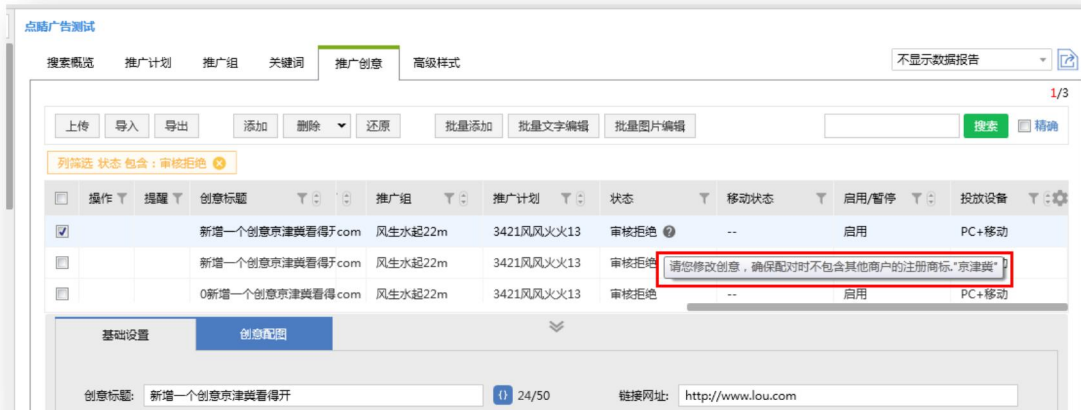 点睛广告测试
搜索概览 推广计划 推广组 关键词 推广创意 高级样式 不显示数据报告
1/3
上传 导入 导出 添加 删除 还原 批量添加 批量文字编辑 批量图片编辑 搜索 精确
列筛选 状态 包含：审核拒绝
操作 提醒 创意标题 推广组 推广计划 状态 移动状态 启用/暂停 投放设备
新增一个创意京津冀看得开 com 风生水起22m 3421风风火火13 审核拒绝 -- 启用 PC+移动
新增一个创意京津冀看得开 com 风生水起22m 3421风风火火13 审核拒绝
请您修改创意，确保配对时不包含其他商户的注册商标."京津冀"
0新增一个创意京津冀看得 com 风生水起22m 3421风风火火13 审核拒绝 -- 启用 PC+移动
基础设置 创意配图
创意标题: 新增一个创意京津冀看得开 {} 24/50 链接网址: http://www.lou.com